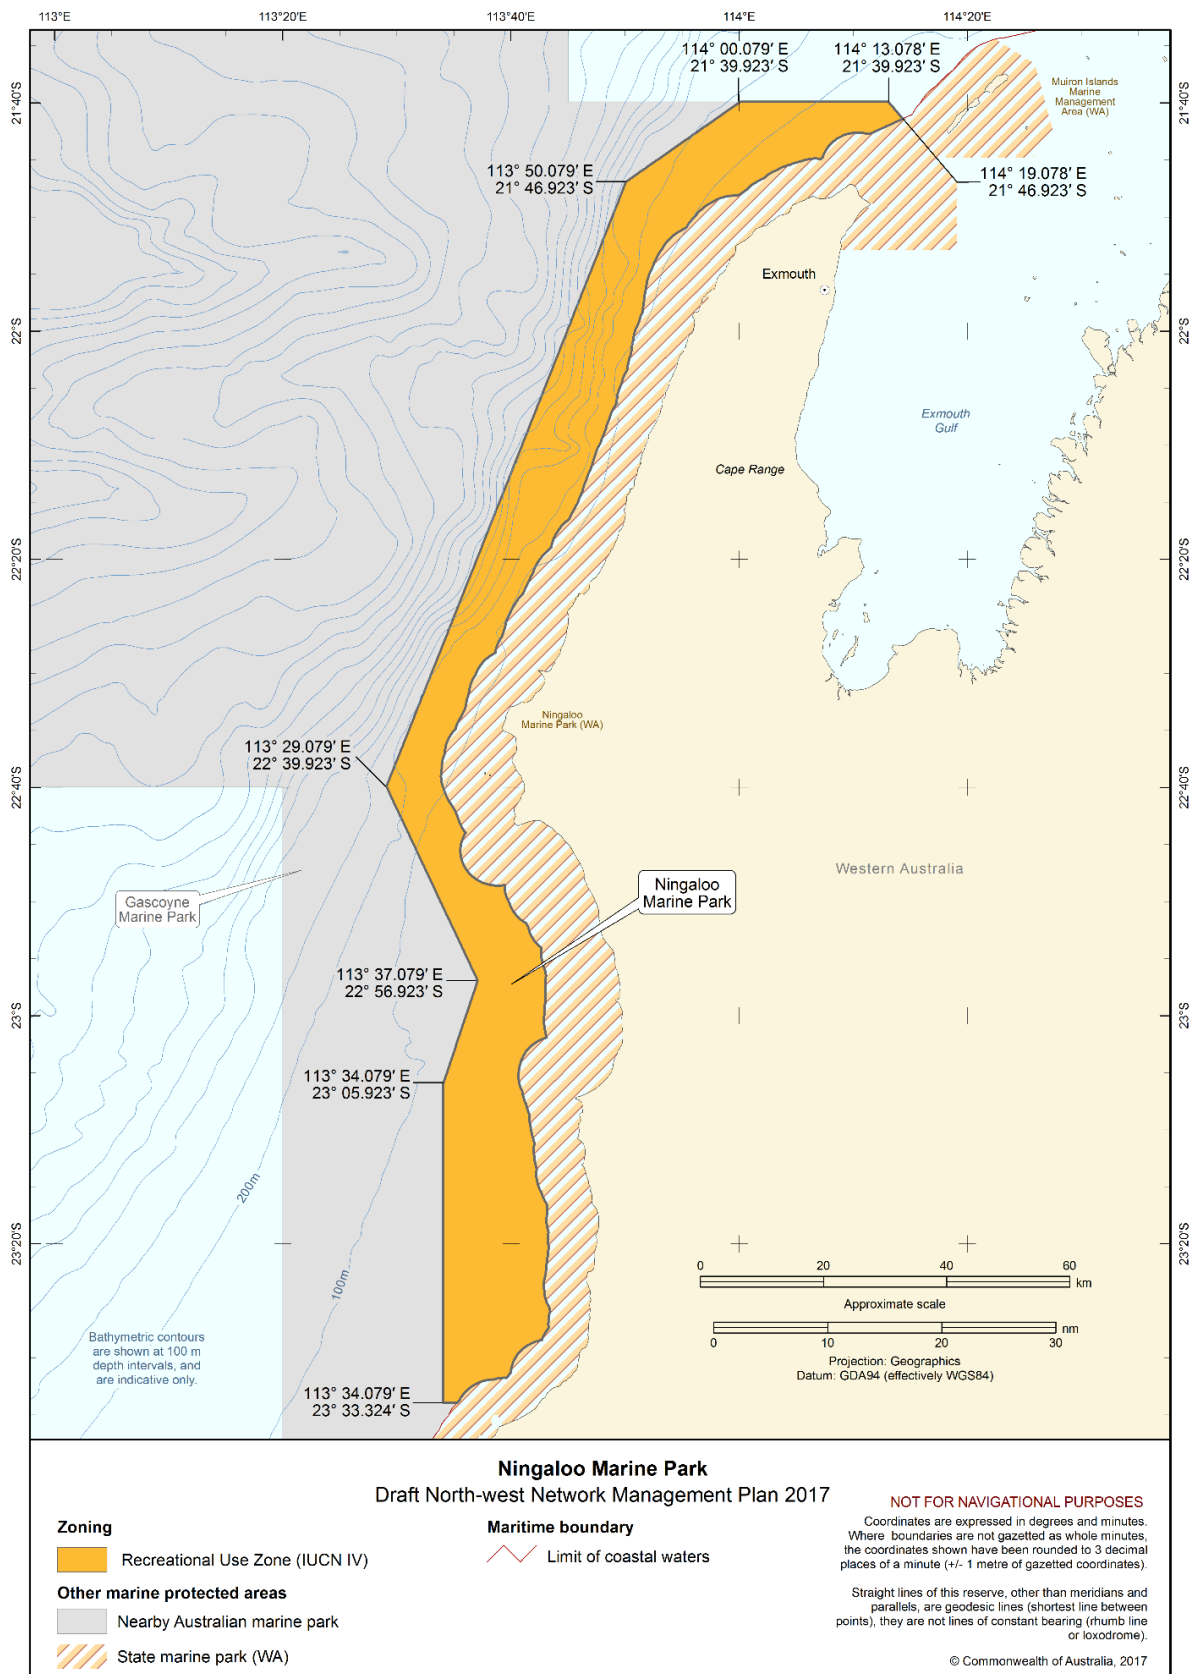 113°E
113°20'E
113°40'E
114°E
114°20'E
114° 00.079′ E
21° 39.923′ S
114° 13.078′ E
21° 39.923′ S
Muiron Islands
Marine
Management
Area (WA)
21°40'S
21°40'S
113° 50.079′ E
21° 46.923′ S
114° 19.078′ E
21° 46.923′ S
Exmouth
22°S
22°S
Exmouth
Gulf
Cape Range
22°20'S
22°20'S
Ningaloo
Marine Park (WA)
113° 29.079′ E
22° 39.923′ S
22°40'S
22°40'S
Western Australia
Ningaloo
Marine Park
Gascoyne
Marine Park
113° 37.079′ E
22° 56.923′ S
23°S
23°S
113° 34.079′ E
23° 05.923′ S
200m
23°20'S
23°20'S
100m
0
20
40
60
km
Approximate scale
nm
0
10
20
30
Projection: Geographics
Datum: GDA94 (effectively WGS84)
Bathymetric contours
are shown at 100 m
depth intervals, and
are indicative only.
113° 34.079′ E
23° 33.324′ S
Ningaloo Marine Park
Draft North-west Network Management Plan 2017
Zoning
Recreational Use Zone (IUCN IV)
Other marine protected areas
Nearby Australian marine park
State marine park (WA)
Maritime boundary
Limit of coastal waters
NOT FOR NAVIGATIONAL PURPOSES
Coordinates are expressed in degrees and minutes.
Where boundaries are not gazetted as whole minutes,
the coordinates shown have been rounded to 3 decimal
places of a minute (+/- 1 metre of gazetted coordinates).
Straight lines of this reserve, other than meridians and
parallels, are geodesic lines (shortest line between
points), they are not lines of constant bearing (rhumb line
or loxodrome).
© Commonwealth of Australia, 2017